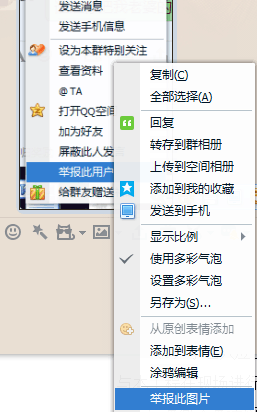 发送消息
发送手机信息
设为本群特别关注
查看资料
@ TA
打开QQ空间
加为好友
屏蔽此人发
举报此用户
给群友赠送
复制(C)
全部选择(A)
回复
转存到群相册
上传到空间相册
添加到我的收藏
发送到手机
显示比例
使用多彩气泡
设置多彩气泡
另存为(S)...
从原创表情添加
添加到表情(E)
涂鸦编辑
举报此图片